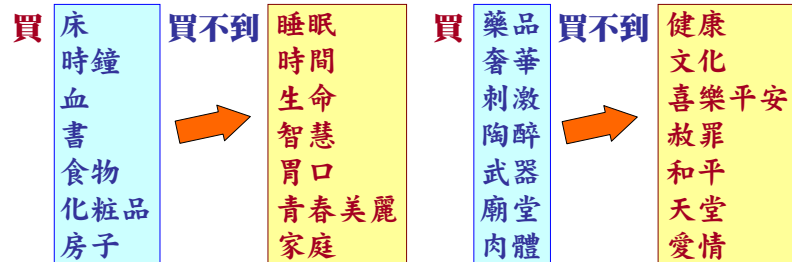 買 床 買不到 睡眠 買 藥品 買不到 健康
時鐘 時間 奢華 文化
血 生命 刺激 喜樂平安
書 智慧 陶醉 赦罪
食物 胃口 武器 和平
化粧品 青春美麗 廟堂 天堂
房子 家庭 肉體 愛情